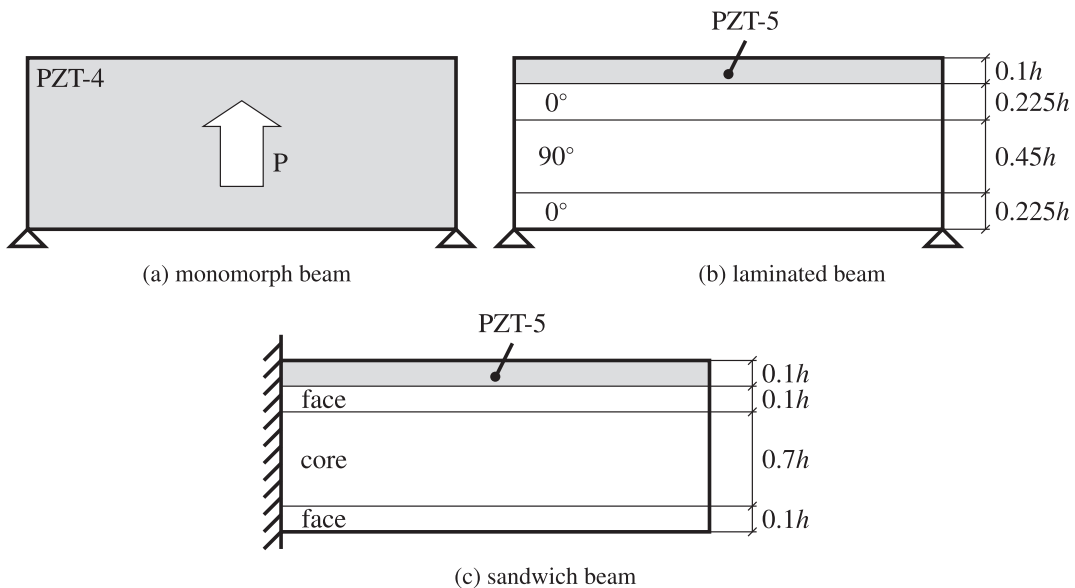 PZT-4
P
(a) monomorph beam
PZT-5
0°
90°
0°
0.1h
0.225h
0.45h
0.225h
(b) laminated beam
PZT-5
face
core
face
0.1h
0.1h
0.7h
0.1h
(c) sandwich beam